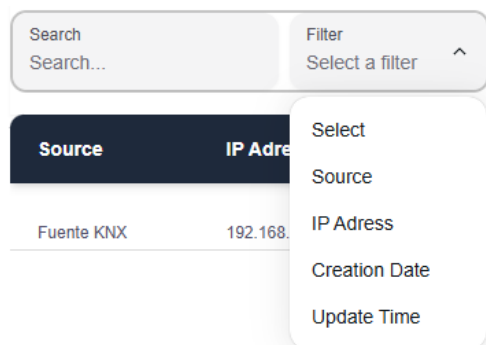 Search
Search...
Filter
Select a filter
Select
Source
IP Adress
Creation Date
Update Time
Source
IP Adre
Fuente KNX
192.168.